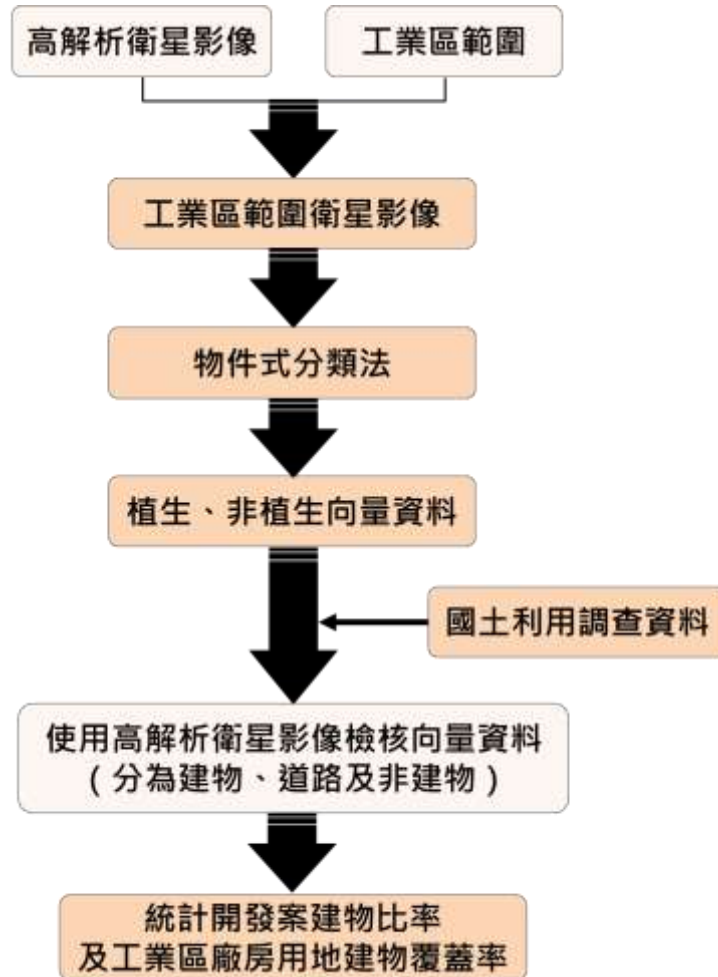 高解析衛星影像
工業區範圍
工業區範圍衛星影像
物件式分類法
植生、非植生向量資料
國土利用調查資料
使用高解析衛星影像檢核向量資料
（分為建物、道路及非建物）
統計開發案建物比率
及工業區廠房用地建物覆蓋率